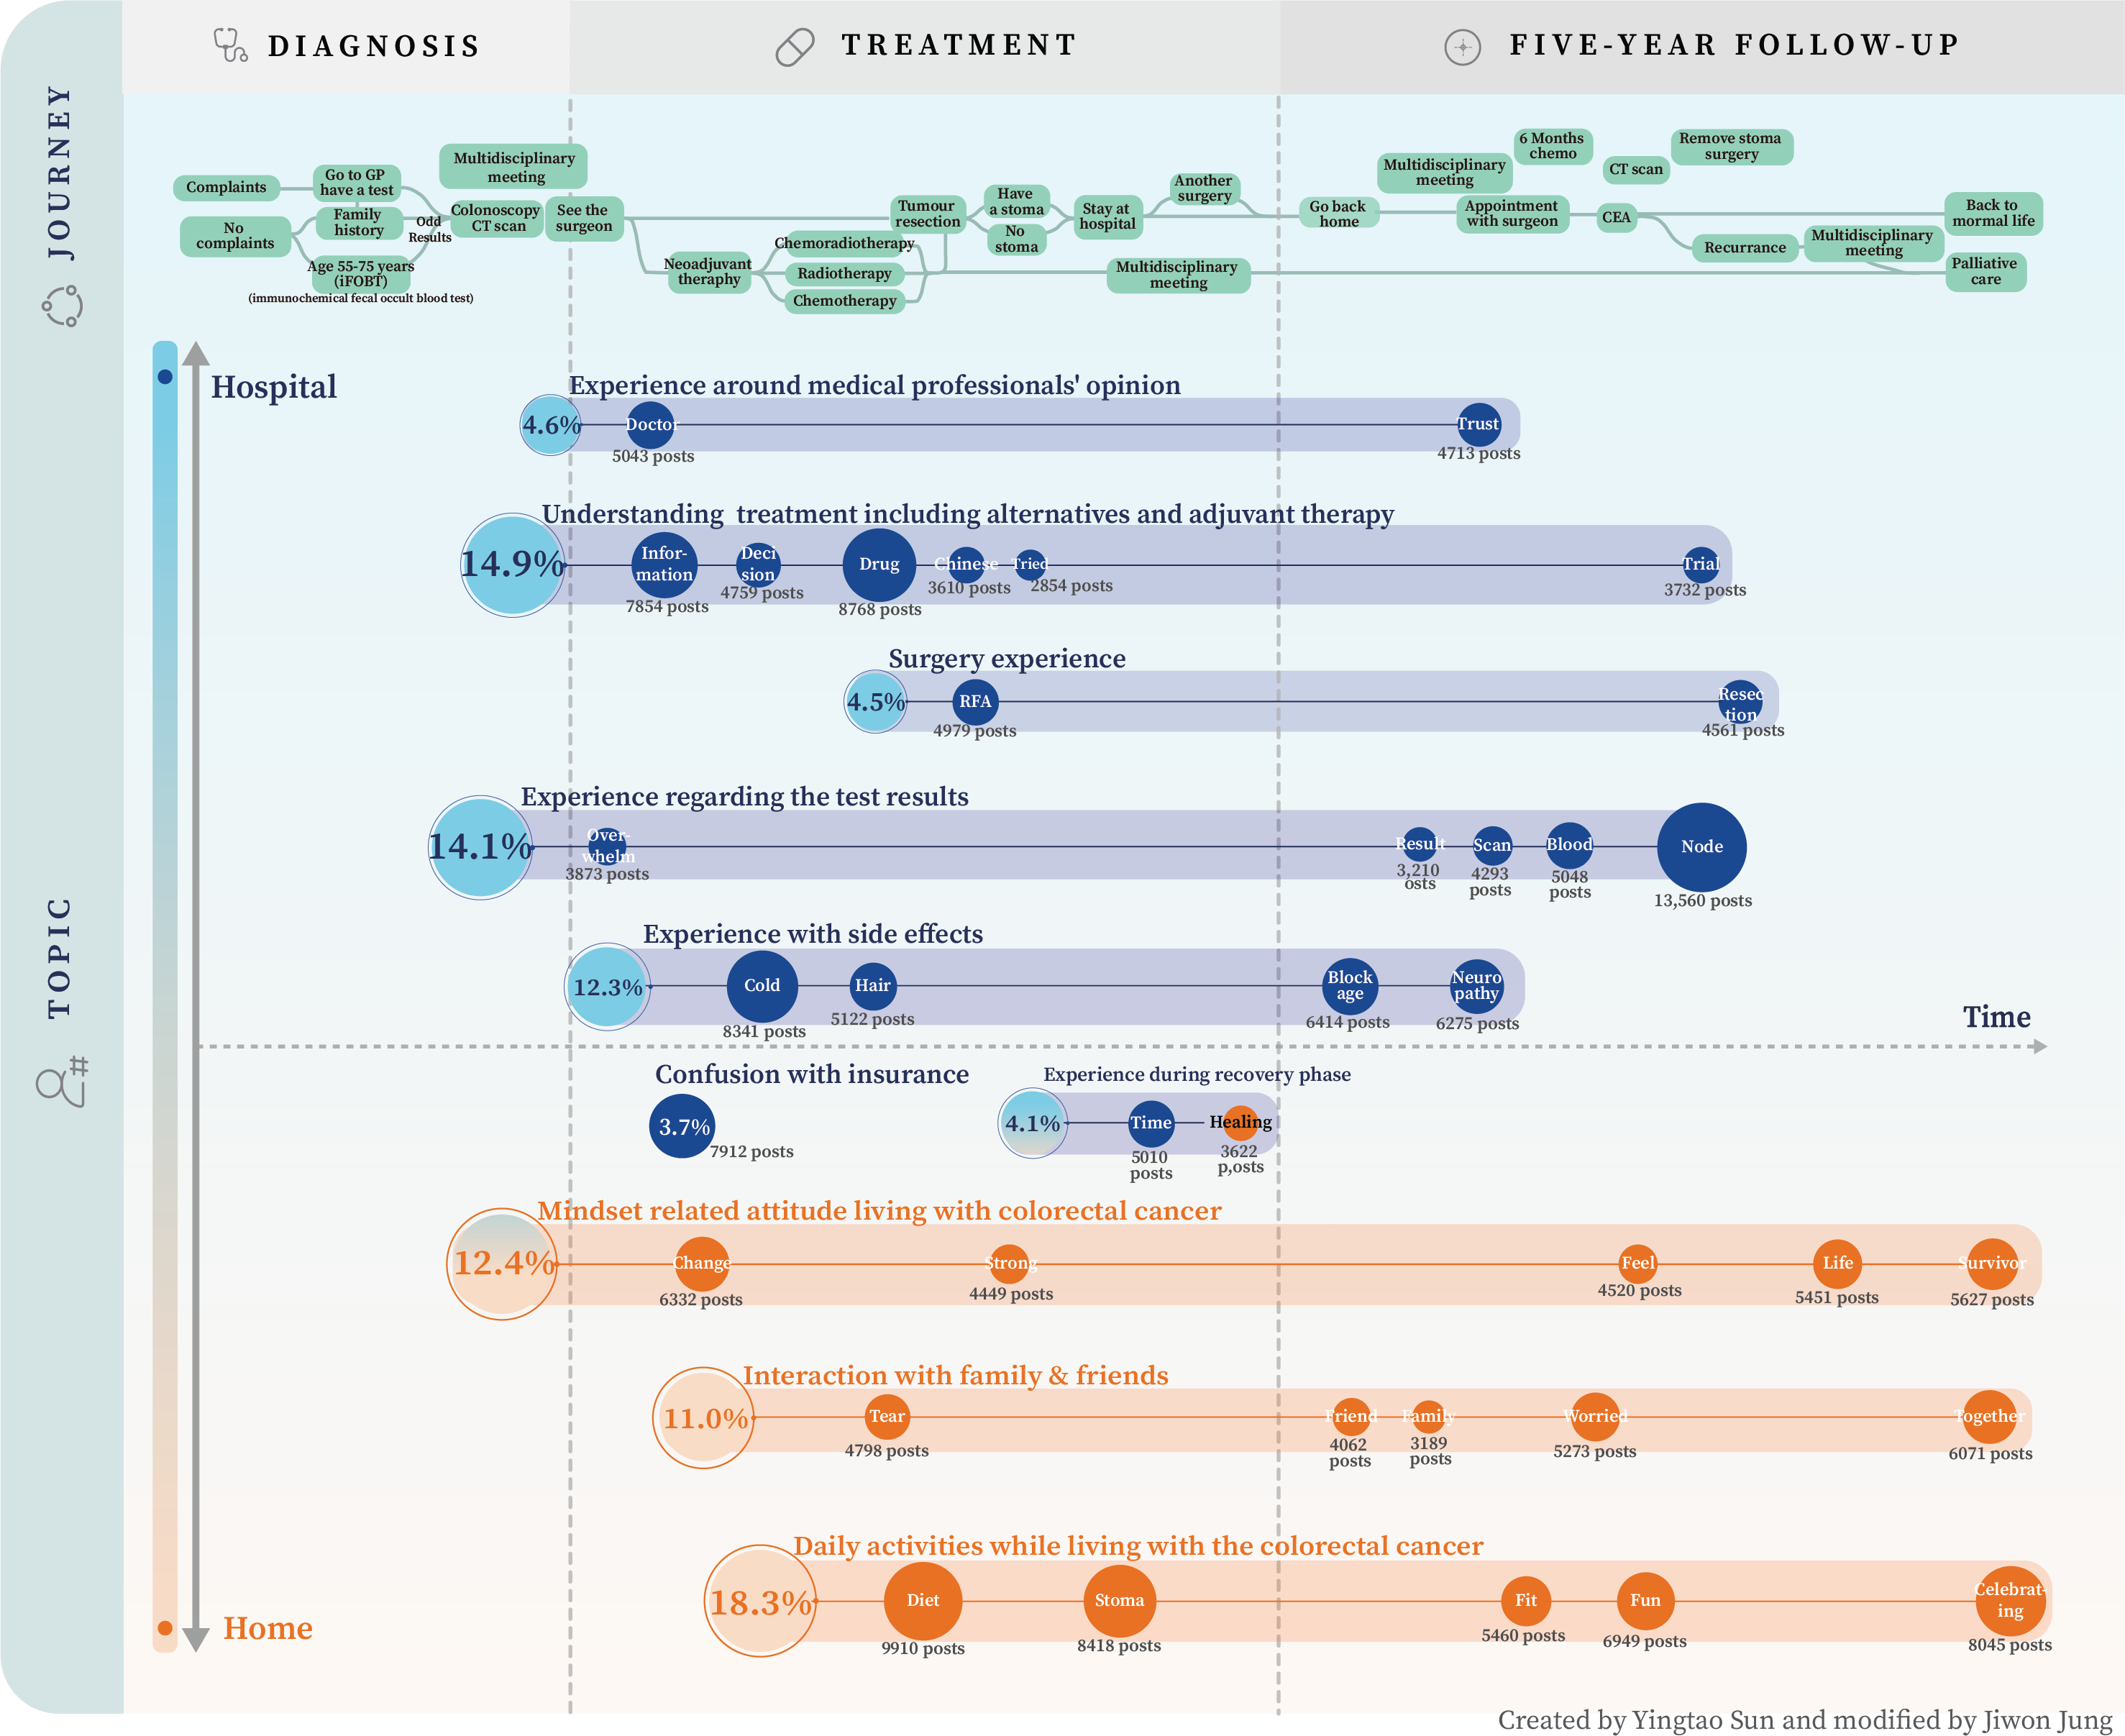 DIAGNOSIS
TREATMENT
FIVE-YEAR FOLLOW-UP
JOURNEY
Complaints
No
complaints
Go to GP
have a test
Family
history
Age 55-75 years
(iFOBT)
(immunochemical fecal occult blood test)
Odd
Results
Multidisciplinary
meeting
Colonoscopy
CT scan
See the
surgeon
Neoadjuvant
theraphy
Chemoradiotherapy
Radiotherapy
Chemotherapy
Tumour
resection
Have
a stoma
No
stoma
Stay at
hospital
Another
surgery
Multidisciplinary
meeting
Go back
home
Multidisciplinary
meeting
6 Months
chemo
Appointment
with surgeon
CT scan
CEA
Remove stoma
surgery
Recurrance
Multidisciplinary
meeting
Back to
mormal life
Palliative
care
TOPIC
Hospital
Experience around medical professionals' opinion
4.6%
Doctor
5043 posts
Trust
4713 posts
Understanding  treatment including alternatives and adjuvant therapy
14.9%
Infor-
mation
7854 posts
Deci
sion
4759 posts
Drug
8768 posts
Chinese
3610 posts
Tried
2854 posts
Trial
3732 posts
Surgery experience
4.5%
RFA
4979 posts
Resec
tion
4561 posts
Experience regarding the test results
14.1%
Over-
whelm
3873 posts
Result
3,210
osts
Scan
4293
posts
Blood
5048
posts
Node
13,560 posts
Experience with side effects
12.3%
Cold
8341 posts
Hair
5122 posts
Block
age
6414 posts
Neuro
pathy
6275 posts
Time
Confusion with insurance
3.7%
7912 posts
Experience during recovery phase
4.1%
Time
5010
posts
Healing
3622
p,osts
Mindset related attitude living with colorectal cancer
12.4%
Change
6332 posts
Strong
4449 posts
Feel
4520 posts
Life
5451 posts
Survivor
5627 posts
Interaction with family & friends
11.0%
Tear
4798 posts
Friend
4062
posts
Family
3189
posts
Worried
5273 posts
Together
6071 posts
Daily activities while living with the colorectal cancer
18.3%
Diet
9910 posts
Stoma
8418 posts
Fit
5460 posts
Fun
6949 posts
Celebrat-
ing
8045 posts
Home
Created by Yingtao Sun and modified by Jiwon Jung